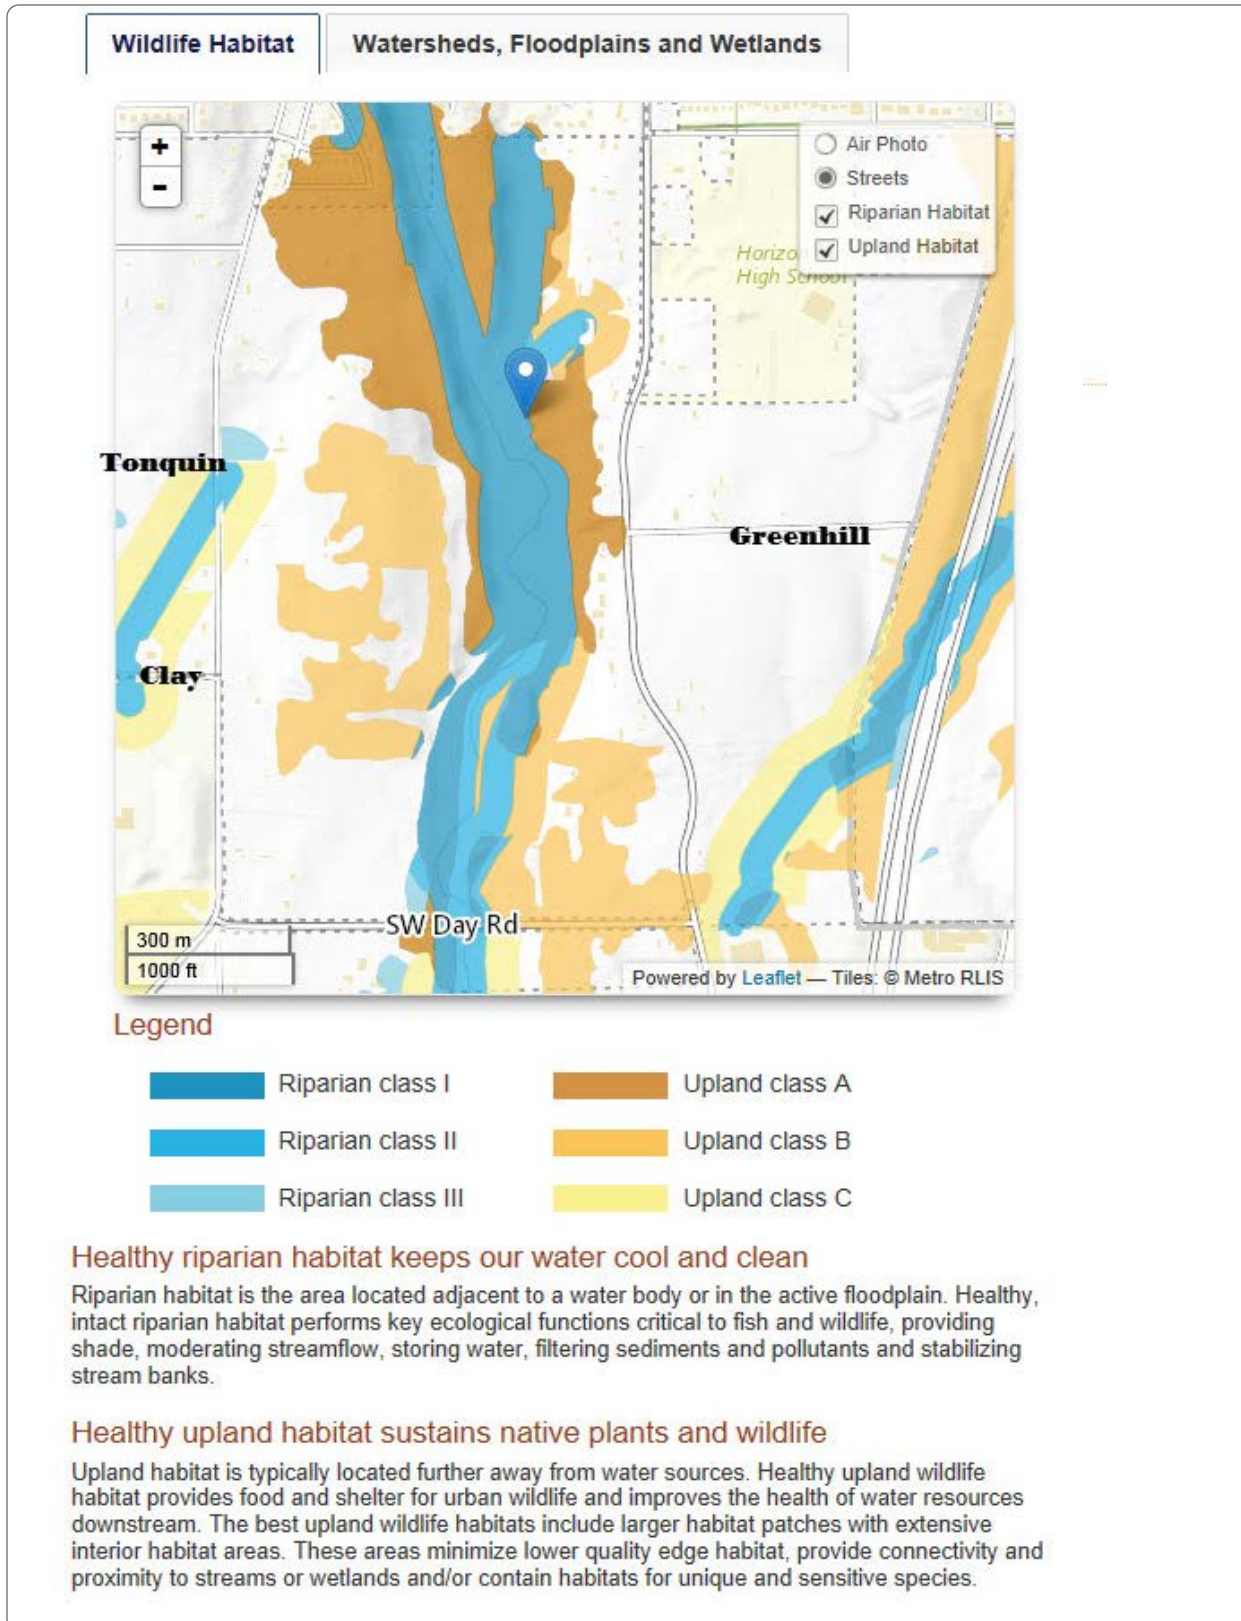 Wildlife Habitat
Watersheds, Floodplains and Wetlands
+
-
Air Photo
Streets
Riparian Habitat
Upland Habitat
Horizo
High School
Tonquin
Greenhill
Clay
SW Day Rd
300 m
1000 ft
Powered by Leaflet — Tiles: © Metro RLIS
Legend
Riparian class I
Upland class A
Riparian class II
Upland class B
Riparian class III
Upland class C
Healthy riparian habitat keeps our water cool and clean
Riparian habitat is the area located adjacent to a water body or in the active floodplain. Healthy,
intact riparian habitat performs key ecological functions critical to fish and wildlife, providing
shade, moderating streamflow, storing water, filtering sediments and pollutants and stabilizing
stream banks.
Healthy upland habitat sustains native plants and wildlife
Upland habitat is typically located further away from water sources. Healthy upland wildlife
habitat provides food and shelter for urban wildlife and improves the health of water resources
downstream. The best upland wildlife habitats include larger habitat patches with extensive
interior habitat areas. These areas minimize lower quality edge habitat, provide connectivity and
proximity to streams or wetlands and/or contain habitats for unique and sensitive species.